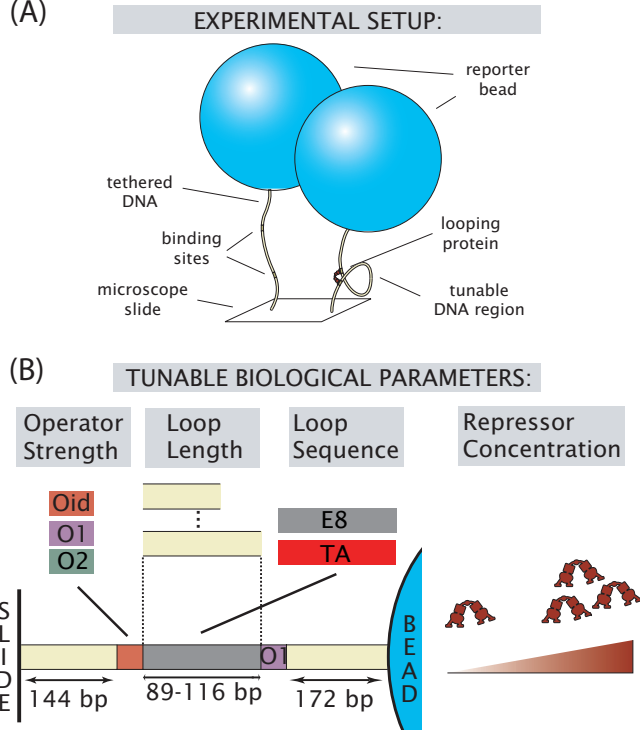 (A)
EXPERIMENTAL SETUP:
reporter
bead
tethered
DNA
binding
sites
looping
protein
microscope
slide
tunable
DNA region
(B)
TUNABLE BIOLOGICAL PARAMETERS:
Operator
Strength
Loop
Length
Loop
Sequence
Repressor
Concentration
Oid
O1
O2
E8
TA
SLIDE
O1
BEAD
144 bp
89-116 bp
172 bp